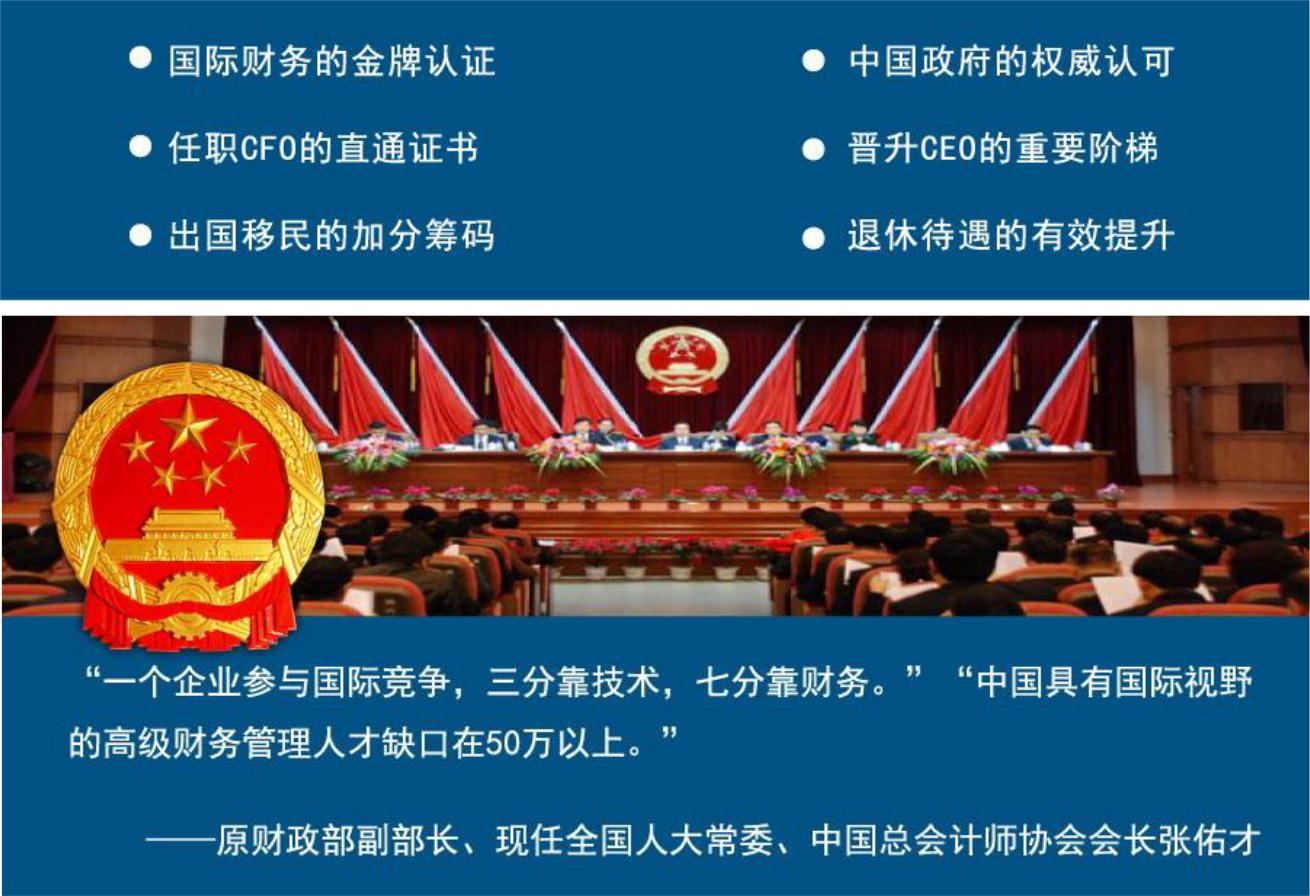 ● 国际财务的金牌认证
● 中国政府的权威认可
● 任职CFO的直通证书
● 晋升CEO的重要阶梯
● 出国移民的加分筹码
● 退休待遇的有效提升
“一个企业参与国际竞争，三分靠技术，七分靠财务。”“中国具有国际视野
的高级财务管理人才缺口在50万以上。”
——原财政部副部长、现任全国人大常委、中国总会计师协会会长张佑才